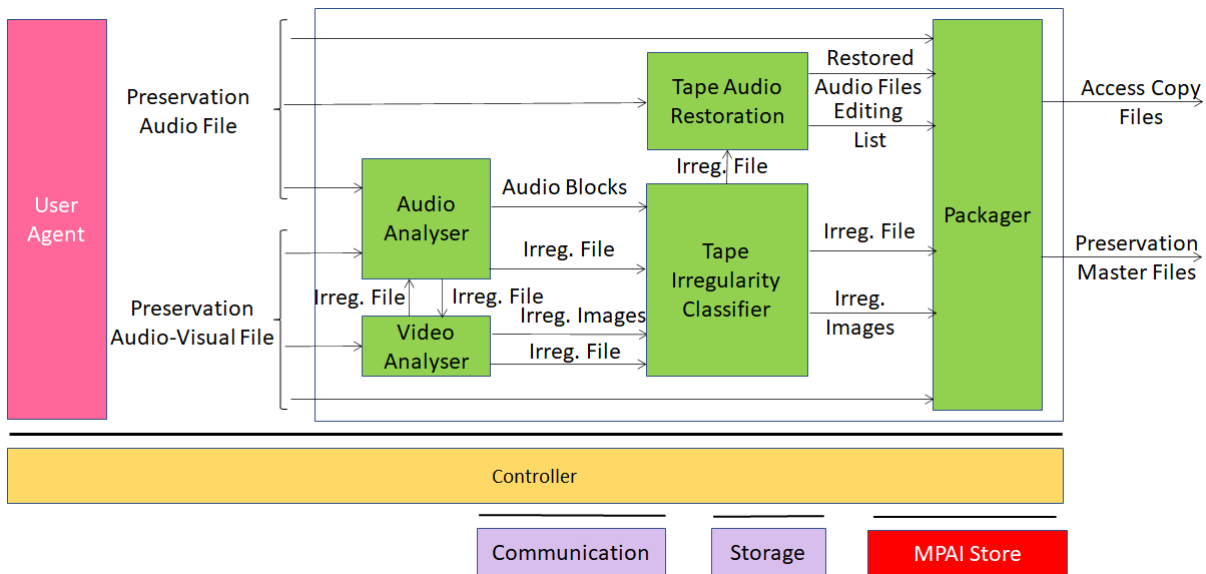 User
Agent
Preservation
Audio File
Preservation
Audio-Visual File
Audio
Analyser
Irreg. File
Irreg. File
Video
Analyser
Audio Blocks
Irreg. File
Irreg. Images
Irreg. File
Tape Audio
Restoration
Irreg. File
Tape
Irregularity
Classifier
Restored
Audio Files
Editing
List
Irreg. File
Irreg.
Images
Packager
Access Copy
Files
Preservation
Master Files
Controller
Communication
Storage
MPAI Store